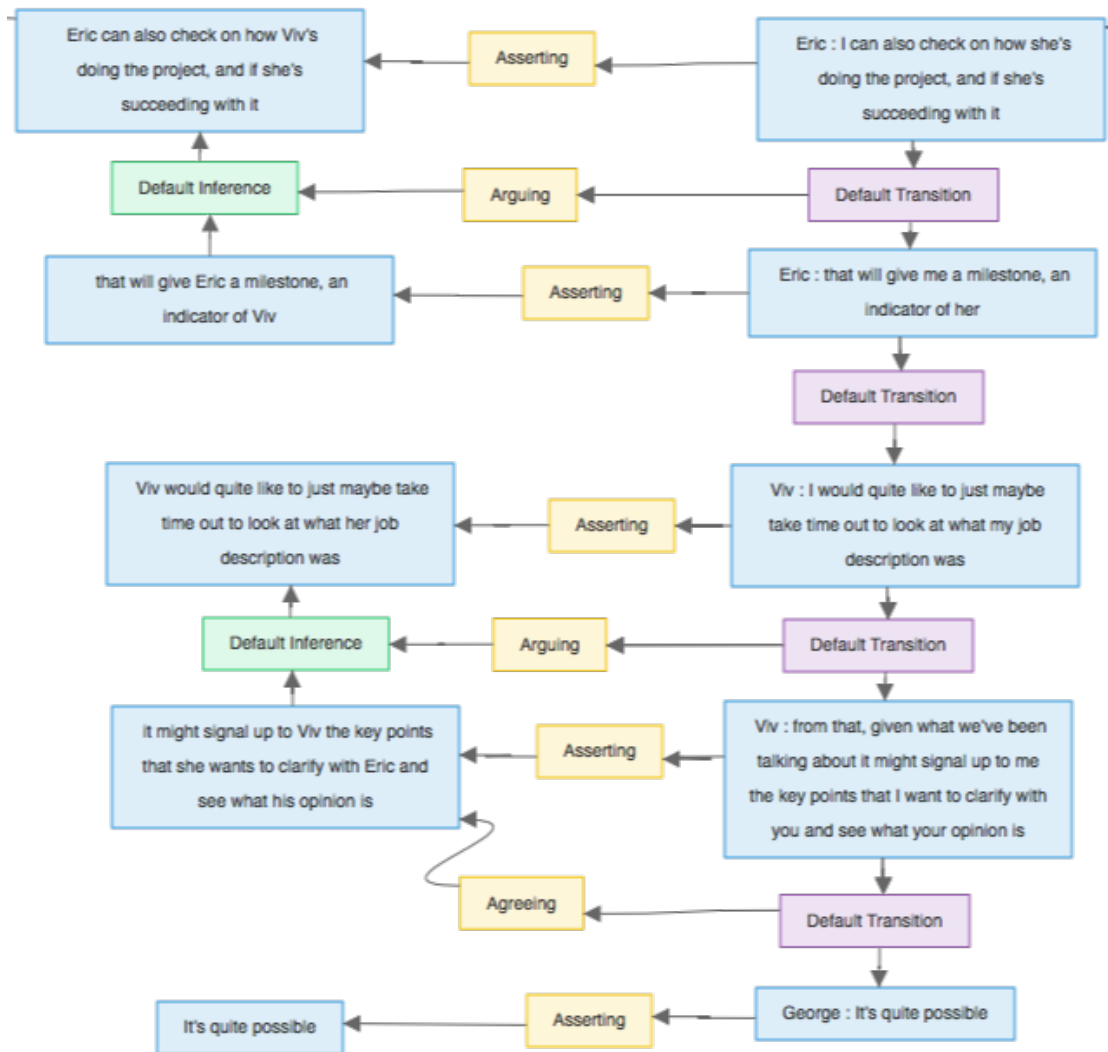 Eric can also check on how Viv's
doing the project, and if she's
succeeding with it
Asserting
Eric : I can also check on how she's
doing the project, and if she's
succeeding with it
Default Inference
Arguing
Default Transition
that will give Eric a milestone, an
indicator of Viv
Asserting
Eric : that will give me a milestone, an
indicator of her
Default Transition
Viv would quite like to just maybe take
time out to look at what her job
description was
Asserting
Viv : I would quite like to just maybe
take time out to look at what my job
description was
Default Inference
Arguing
Default Transition
it might signal up to Viv the key points
that she wants to clarify with Eric and
see what his opinion is
Asserting
Viv : from that, given what we've been
talking about it might signal up to me
the key points that I want to clarify with
you and see what your opinion is
Agreeing
Default Transition
It's quite possible
Asserting
George : It's quite possible